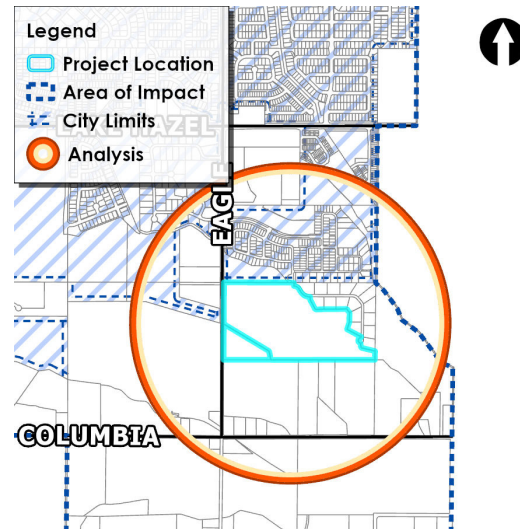 Legend
Project Location
Area of Impact
City Limits
LAKE HAZEL
Analysis
EAGLE
COLUMBIA